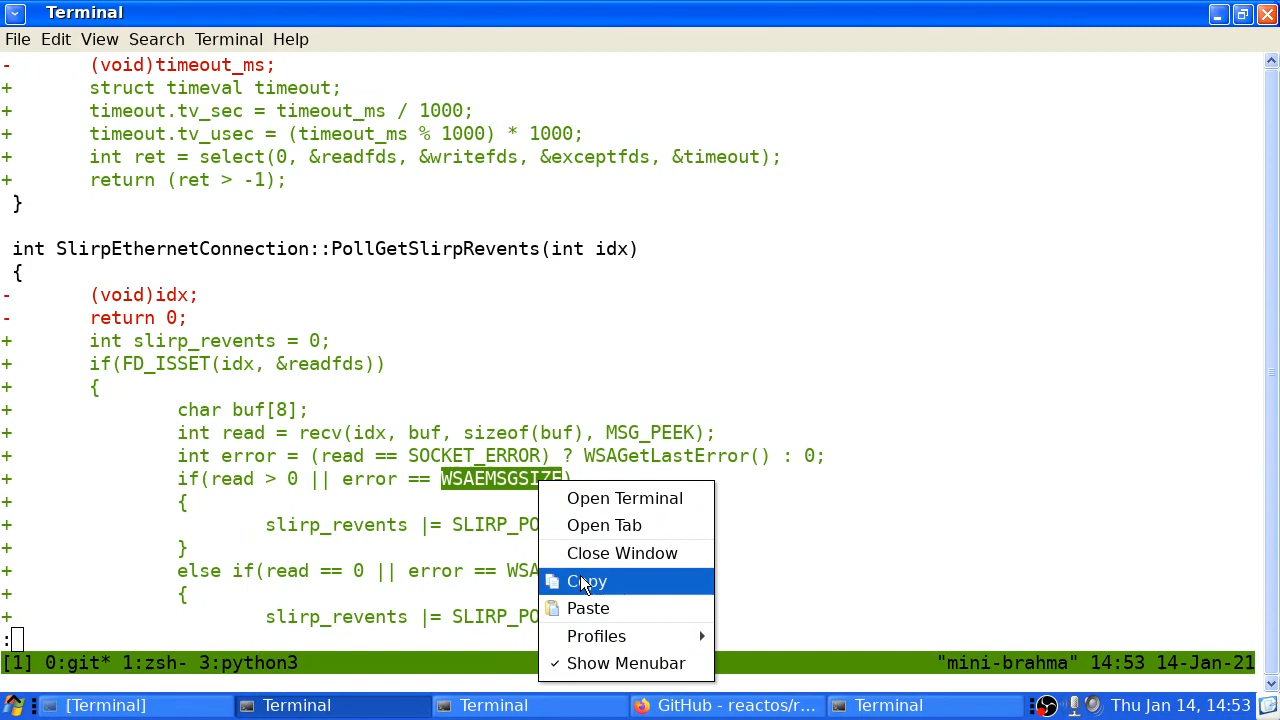 Terminal
File Edit View Search Terminal Help
-       (void)timeout_ms;
+       struct timeval timeout;
+       timeout.tv_sec = timeout_ms / 1000;
+       timeout.tv_usec = (timeout_ms % 1000) * 1000;
+       int ret = select(0, &readfds, &writefds, &exceptfds, &timeout);
+       return (ret > -1);
 }
 int SlirpEthernetConnection::PollGetSlirpRevents(int idx)
 {
-       (void)idx;
-       return 0;
+       int slirp_revents = 0;
+       if(FD_ISSET(idx, &readfds))
+       {
+               char buf[8];
+               int read = recv(idx, buf, sizeof(buf), MSG_PEEK);
+               int error = (read == SOCKET_ERROR) ? WSAGetLastError() : 0;
+               if(read > 0 || error == WSAEMSGSIZE)
+               {
+                       slirp_revents |= SLIRP_PO
+               }
+               else if(read == 0 || error == WSA
+               {
+                       slirp_revents |= SLIRP_PO
:
Open Terminal
Open Tab
Close Window
Copy
Paste
Profiles
✓ Show Menubar
[1] 0:git* 1:zsh- 3:python3 "mini-brahma" 14:53 14-Jan-21
[Terminal] Terminal Terminal GitHub - reactos/r... Terminal Thu Jan 14, 14:53